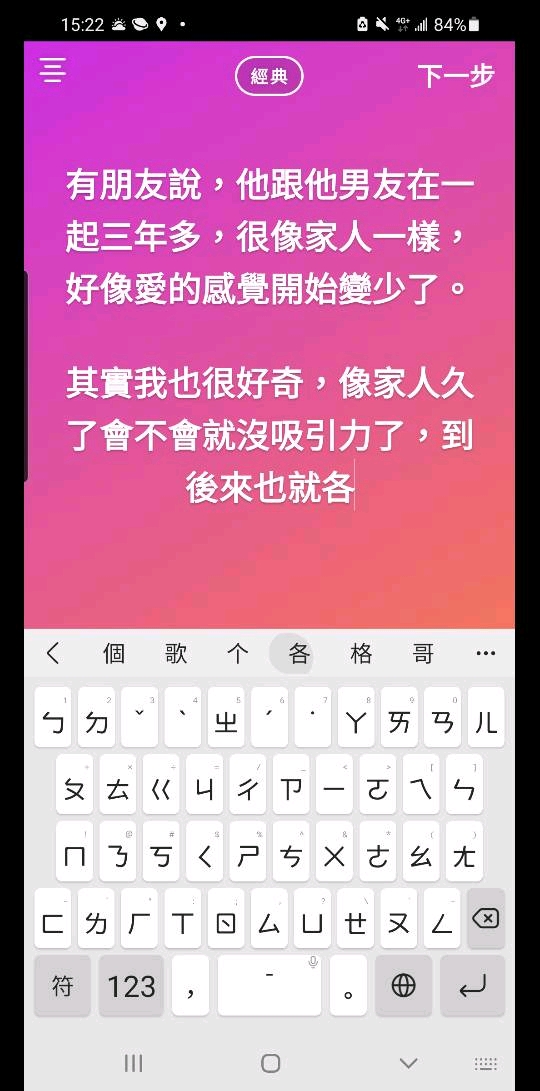 15:22 4G+ 84%
經典 下一步
有朋友說，他跟他男友在一
起三年多，很像家人一樣，
好像愛的感覺開始變少了。
其實我也很好奇，像家人久
了會不會就沒吸引力了，到
後來也就各
個 歌 个 各 格 哥
ㄅ ㄉ ˇ ˋ ㄓ ˊ ˙ ㄚ ㄞ ㄢ ㄦ
ㄆ ㄊ ㄍ ㄐ ㄔ ㄗ ㄧ ㄛ ㄟ ㄣ
ㄇ ㄋ ㄎ ㄑ ㄕ ㄘ ㄨ ㄜ ㄠ ㄤ
ㄈ ㄌ ㄏ ㄒ ㄖ ㄙ ㄩ ㄝ ㄡ ㄥ
符 123 ， ˉ 。